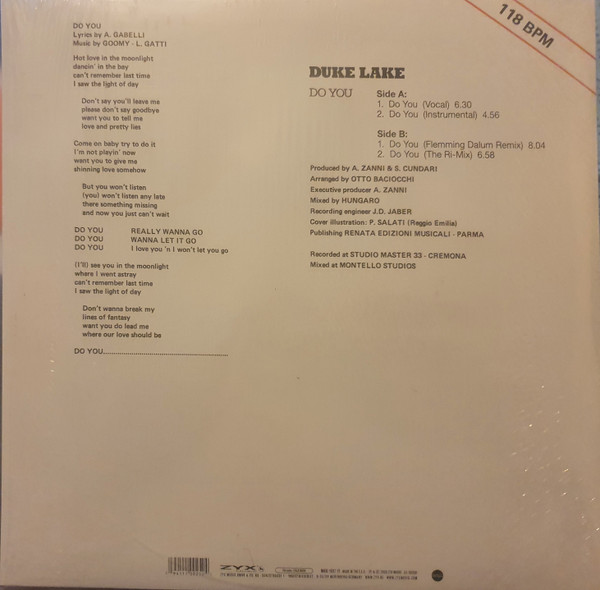 118 BPM
DO YOU
Lyrics by A. GABELLI
Music by GOOMY - L. GATTI
Hot love in the moonlight
dancin' in the bay
can't remember last time
I saw the light of day
Don't say you'll leave me
please don't say goodbye
want you to tell me
love and pretty lies
Come on baby try to do it
I'm not playin' now
want you to give me
shinning love somehow
But you won't listen
(you) won't listen any late
there something missing
and now you just can't wait
DO YOU REALLY WANNA GO
DO YOU WANNA LET IT GO
DO YOU I love you 'n I won't let you go
(I'll) see you in the moonlight
where I went astray
can't remember last time
I saw the light of day
Don't wanna break my
lines of fantasy
want you do lead me
where our love should be
DO YOU........................................................
DUKE LAKE
DO YOU
Side A:
1. Do You (Vocal) 6.30
2. Do You (Instrumental) 4.56
Side B:
1. Do You (Flemming Dalum Remix) 8.04
2. Do You (The Ri-Mix) 6.58
Produced by A. ZANNI & S. CUNDARI
Arranged by OTTO BACIOCCHI
Executive producer A. ZANNI
Mixed by HUNGARO
Recording engineer J.D. JABER
Cover illustration: P. SALATI (Reggio Emilia)
Publishing RENATA EDIZIONI MUSICALI - PARMA
Recorded at STUDIO MASTER 33 - CREMONA
Mixed at MONTELLO STUDIOS
ZYX